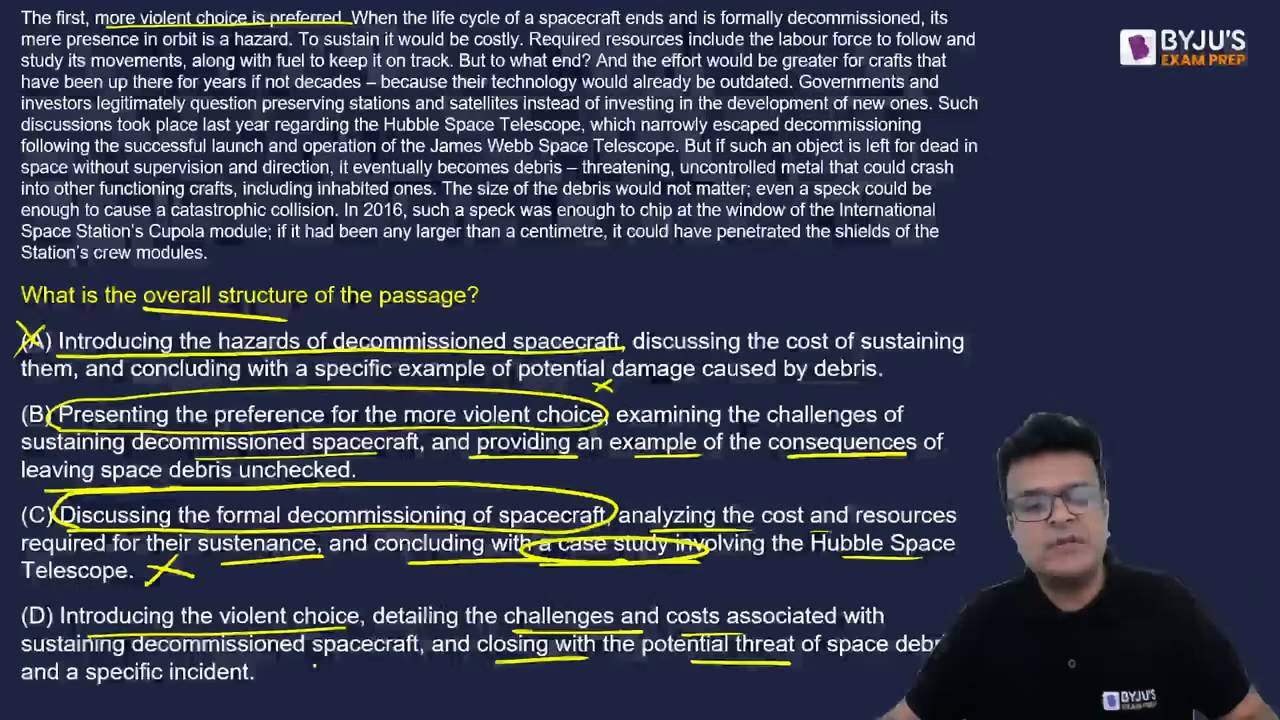 The first, more violent choice is preferred. When the life cycle of a spacecraft ends and is formally decommissioned, its
mere presence in orbit is a hazard. To sustain it would be costly. Required resources include the labour force to follow and
study its movements, along with fuel to keep it on track. But to what end? And the effort would be greater for crafts that
have been up there for years if not decades – because their technology would already be outdated. Governments and
investors legitimately question preserving stations and satellites instead of investing in the development of new ones. Such
discussions took place last year regarding the Hubble Space Telescope, which narrowly escaped decommissioning
following the successful launch and operation of the James Webb Space Telescope. But if such an object is left for dead in
space without supervision and direction, it eventually becomes debris – threatening, uncontrolled metal that could crash
into other functioning crafts, including inhabited ones. The size of the debris would not matter; even a speck could be
enough to cause a catastrophic collision. In 2016, such a speck was enough to chip at the window of the International
Space Station's Cupola module; if it had been any larger than a centimetre, it could have penetrated the shields of the
Station's crew modules.
BYJU'S
EXAM PREP
What is the overall structure of the passage?
(A) Introducing the hazards of decommissioned spacecraft, discussing the cost of sustaining
them, and concluding with a specific example of potential damage caused by debris.
(B) Presenting the preference for the more violent choice, examining the challenges of
sustaining decommissioned spacecraft, and providing an example of the consequences of
leaving space debris unchecked.
(C) Discussing the formal decommissioning of spacecraft, analyzing the cost and resources
required for their sustenance, and concluding with a case study involving the Hubble Space
Telescope.
(D) Introducing the violent choice, detailing the challenges and costs associated with
sustaining decommissioned spacecraft, and closing with the potential threat of space debr
and a specific incident.
BYJU'S
EXAM PREP